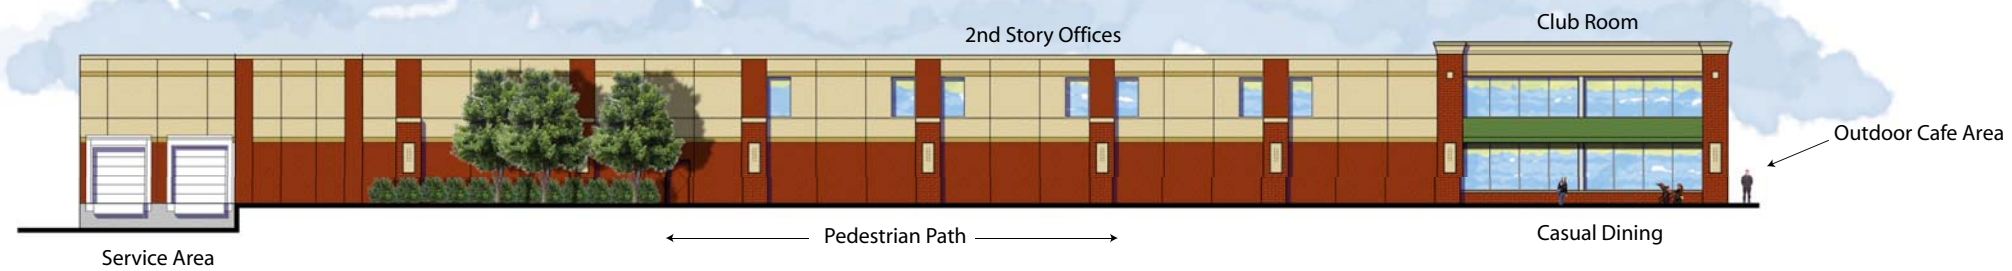 Club Room
2nd Story Offices
Outdoor Cafe Area
Pedestrian Path
Casual Dining
Service Area